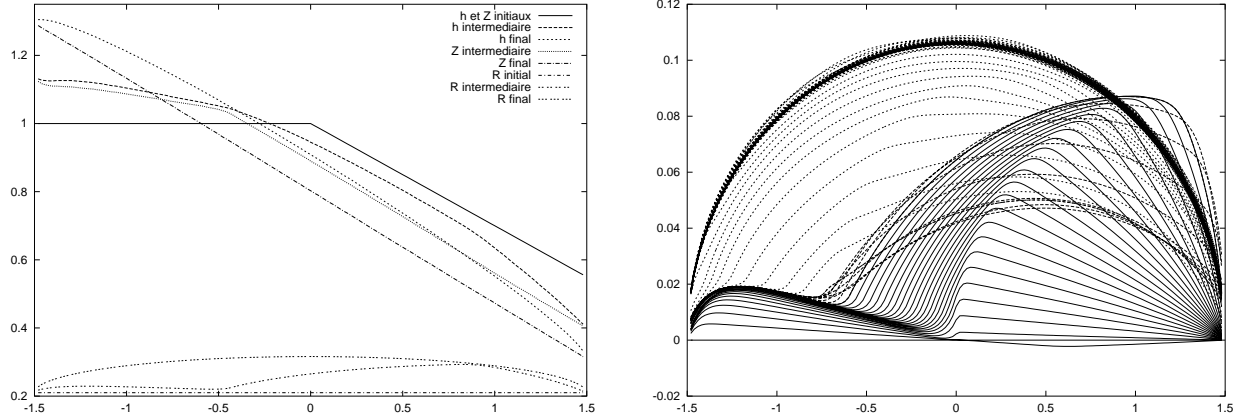 h et Z initiaux
h intermediaire
h final
Z intermediaire
Z final
R initial
R intermediaire
R final
1.2
1
0.8
0.6
0.4
0.2
-1.5 -1 -0.5 0 0.5 1 1.5
0.12
0.1
0.08
0.06
0.04
0.02
0
-0.02
-1.5 -1 -0.5 0 0.5 1 1.5